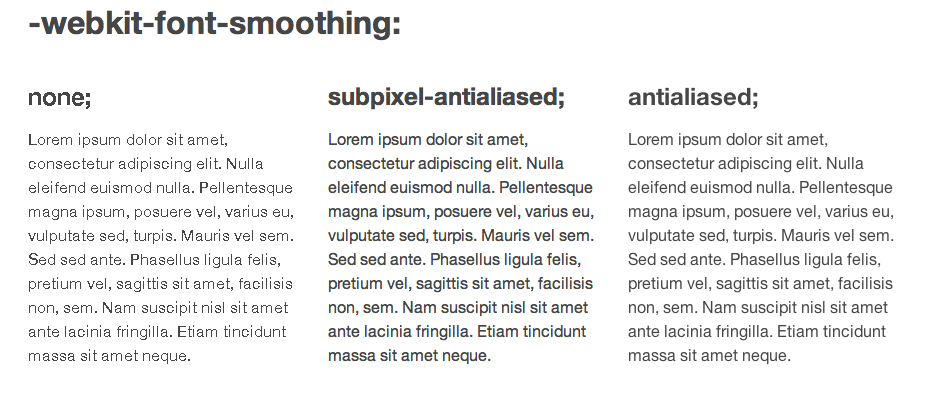 -webkit-font-smoothing:
none;
Lorem ipsum dolor sit amet,
consectetur adipiscing elit. Nulla
eleifend euismod nulla. Pellentesque
magna ipsum, posuere vel, varius eu,
vulputate sed, turpis. Mauris vel sem.
Sed sed ante. Phasellus ligula felis,
pretium vel, sagittis sit amet, facilisis
non, sem. Nam suscipit nisl sit amet
ante lacinia fringilla. Etiam tincidunt
massa sit amet neque.
subpixel-antialiased;
Lorem ipsum dolor sit amet,
consectetur adipiscing elit. Nulla
eleifend euismod nulla. Pellentesque
magna ipsum, posuere vel, varius eu,
vulputate sed, turpis. Mauris vel sem.
Sed sed ante. Phasellus ligula felis,
pretium vel, sagittis sit amet, facilisis
non, sem. Nam suscipit nisl sit amet
ante lacinia fringilla. Etiam tincidunt
massa sit amet neque.
antialiased;
Lorem ipsum dolor sit amet,
consectetur adipiscing elit. Nulla
eleifend euismod nulla. Pellentesque
magna ipsum, posuere vel, varius eu,
vulputate sed, turpis. Mauris vel sem.
Sed sed ante. Phasellus ligula felis,
pretium vel, sagittis sit amet, facilisis
non, sem. Nam suscipit nisl sit amet
ante lacinia fringilla. Etiam tincidunt
massa sit amet neque.